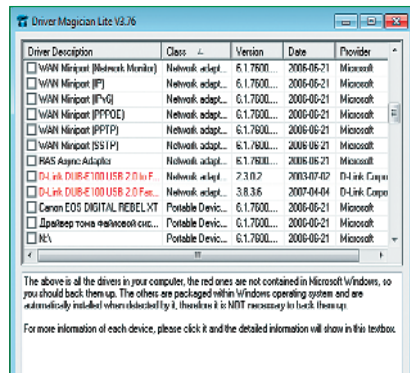 Driver Magician Lite V3.76
Driver Description Class Version Date Provider
WAN Miniport (Network Monitor) Network adapt... 6.1.7600.... 2006-06-21 Microsoft
WAN Miniport (IP) Network adapt... 6.1.7600.... 2006-06-21 Microsoft
WAN Miniport (IPv6) Network adapt... 6.1.7600.... 2006-06-21 Microsoft
WAN Miniport (PPPOE) Network adapt... 6.1.7600.... 2006-06-21 Microsoft
WAN Miniport (PPTP) Network adapt... 6.1.7600.... 2006-06-21 Microsoft
WAN Miniport (SSTP) Network adapt... 6.1.7600.... 2006-06-21 Microsoft
RAS Async Adapter Network adapt... 6.1.7600.... 2006-06-21 Microsoft
D-Link DUB-E100 USB 2.0 to F... Network adapt... 2.3.0.2 2003-07-02 D-Link Corpo
D-Link DUB-E100 USB 2.0 Fas... Network adapt... 3.8.3.6 2007-04-04 D-Link Corpo
Canon EOS DIGITAL REBEL XT Portable Devic... 6.1.7600.... 2006-06-21 Microsoft
Драйвер тома файловой сис... Portable Devic... 6.1.7600.... 2006-06-21 Microsoft
N:\ Portable Devic... 6.1.7600.... 2006-06-21 Microsoft
The above is all the drivers in your computer, the red ones are not contained in Microsoft Windows, so
you should back them up. The others are packaged within Windows operating system and are
automatically installed when detected by it, therefore it is NOT necessary to back them up.
For more information of each device, please click it and the detailed information will show in this textbox.